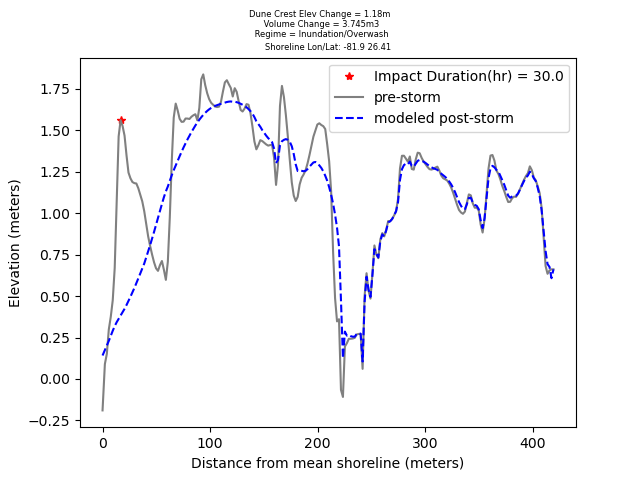 Dune Crest Elev Change = 1.18m
Volume Change = 3.745m3
Regime = Inundation/Overwash
Shoreline Lon/Lat: -81.9 26.41
Impact Duration(hr) = 30.0
pre-storm
modeled post-storm
1.75
1.50
1.25
1.00
0.75
0.50
0.25
0.00
−0.25
Elevation (meters)
0 100 200 300 400
Distance from mean shoreline (meters)